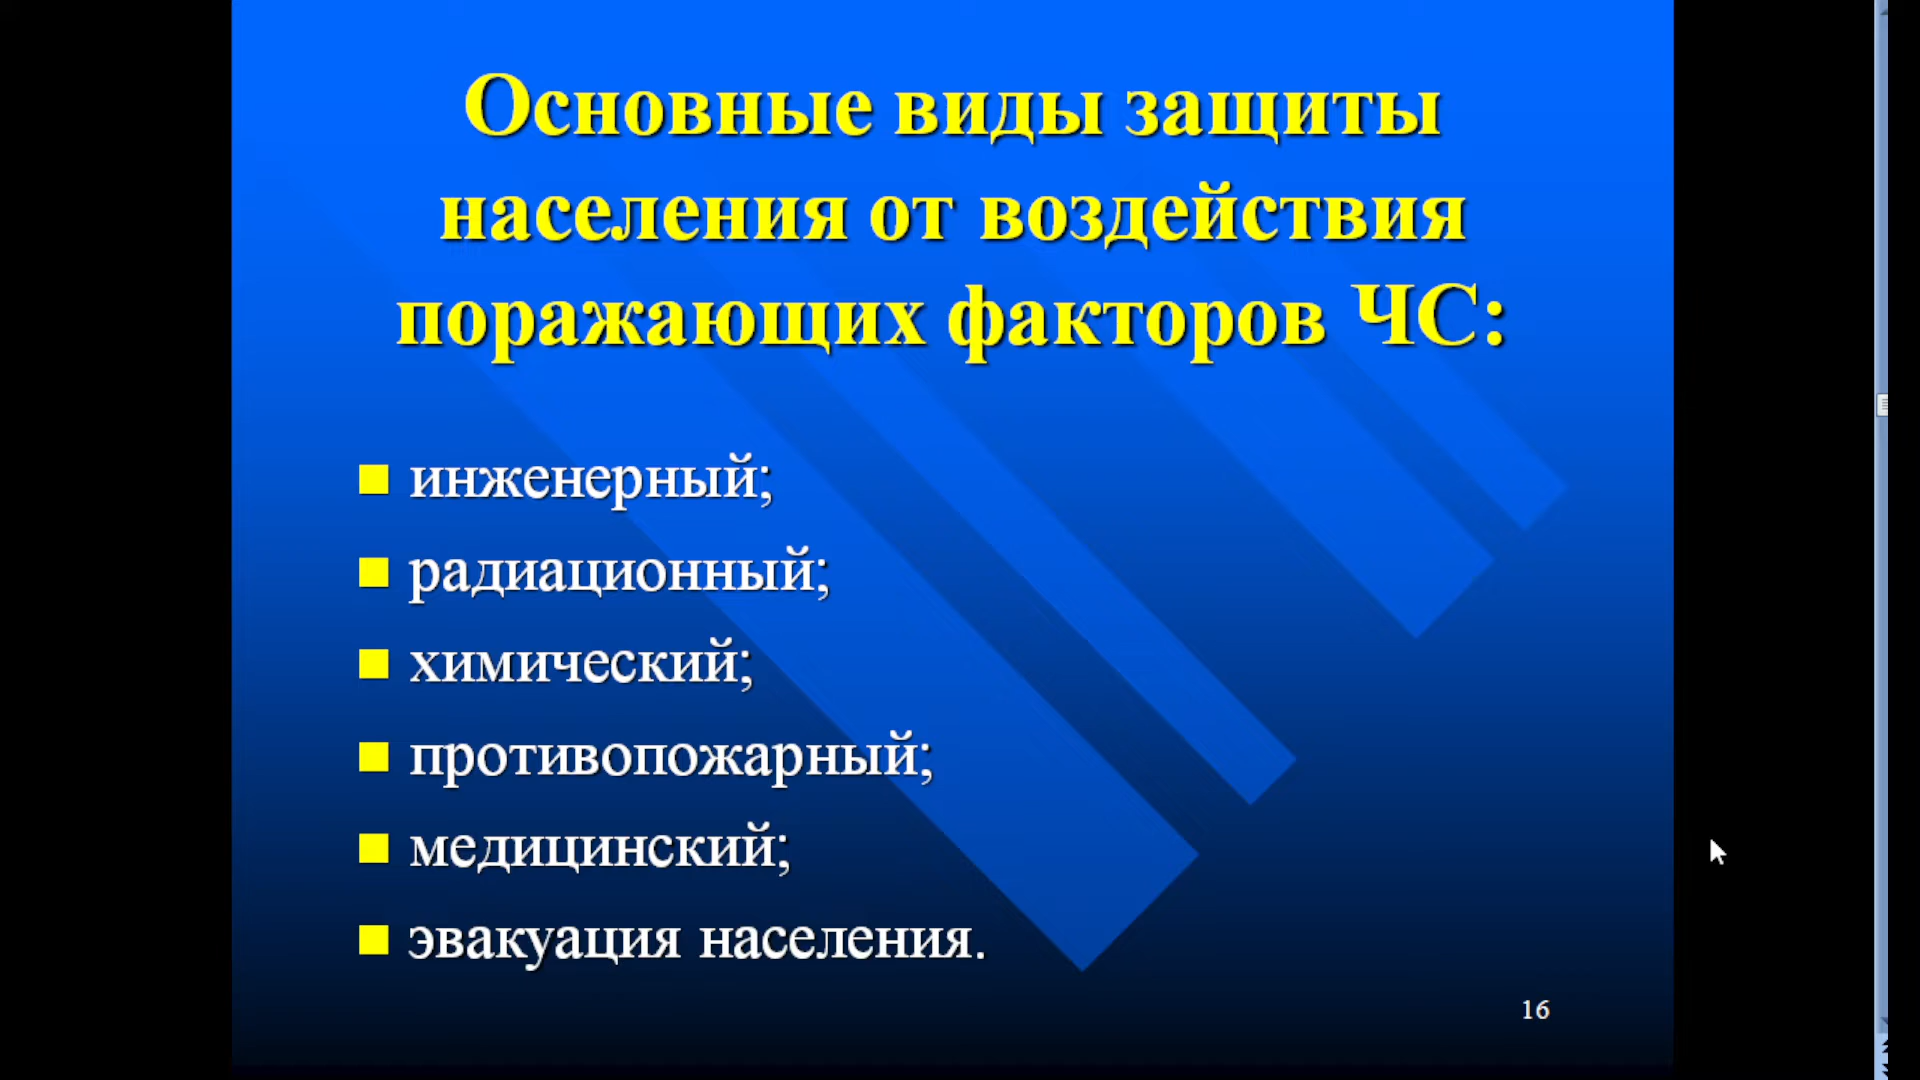 Основные виды защиты
населения от воздействия
поражающих факторов ЧС:
инженерный;
радиационный;
химический;
противопожарный;
медицинский;
эвакуация населения.
16